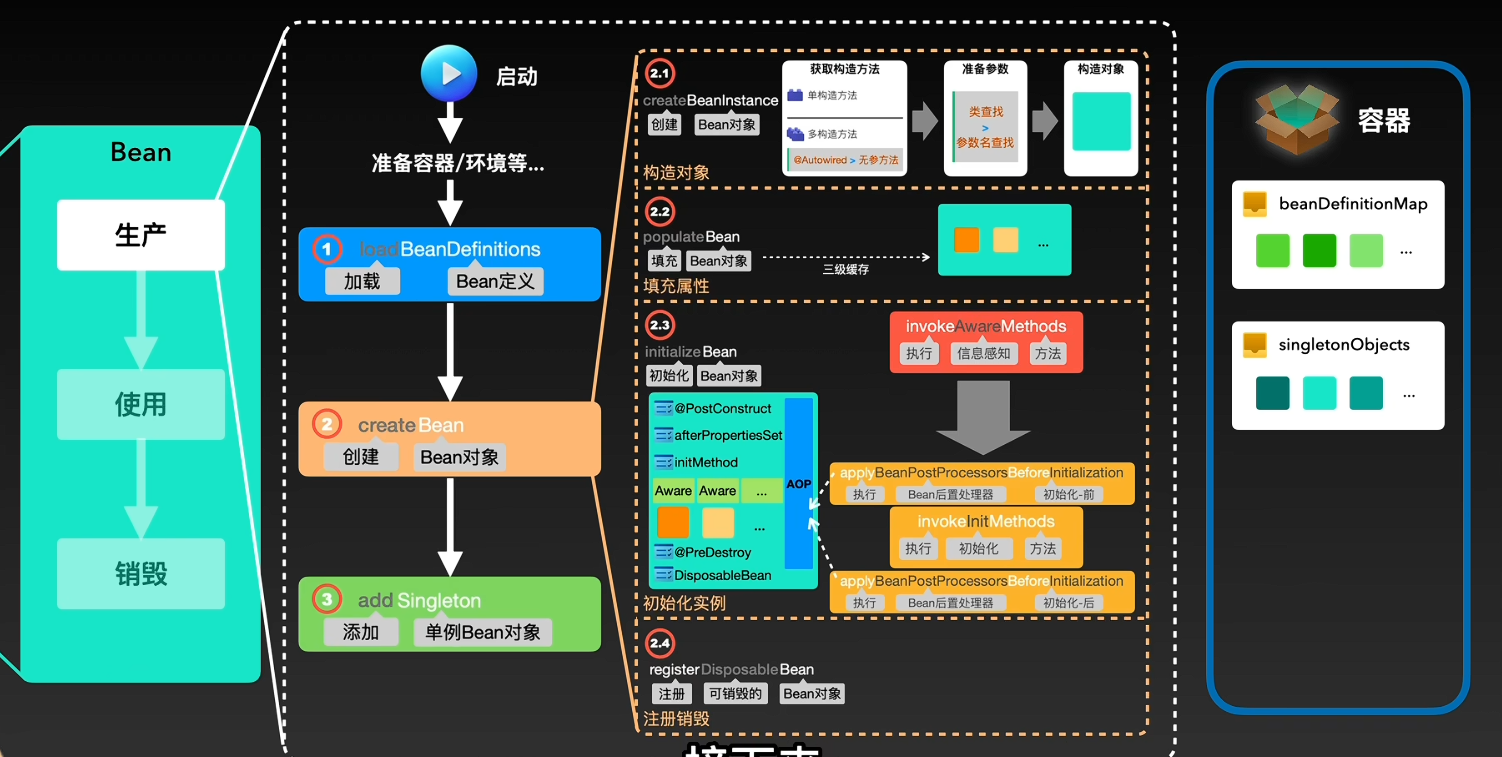 Bean
生产
使用
销毁
启动
准备容器/环境等...
1
loadBeanDefinitions
加载
Bean定义
2
createBean
创建
Bean对象
3
addSingleton
添加
单例Bean对象
2.1
createBeanInstance
创建
Bean对象
构造对象
获取构造方法
单构造方法
多构造方法
@Autowired > 无参方法
准备参数
类查找
>
参数名查找
构造对象
2.2
populateBean
填充
Bean对象
填充属性
三级缓存
...
2.3
initializeBean
初始化
Bean对象
@PostConstruct
afterPropertiesSet
initMethod
Aware
Aware
...
...
@PreDestroy
DisposableBean
AOP
初始化实例
invokeAwareMethods
执行
信息感知
方法
applyBeanPostProcessorsBeforeInitialization
执行
Bean后置处理器
初始化-前
invokeInitMethods
执行
初始化
方法
applyBeanPostProcessorsBeforeInitialization
执行
Bean后置处理器
初始化-后
2.4
registerDisposableBean
注册
可销毁的
Bean对象
注册销毁
容器
beanDefinitionMap
...
singletonObjects
...
接下来